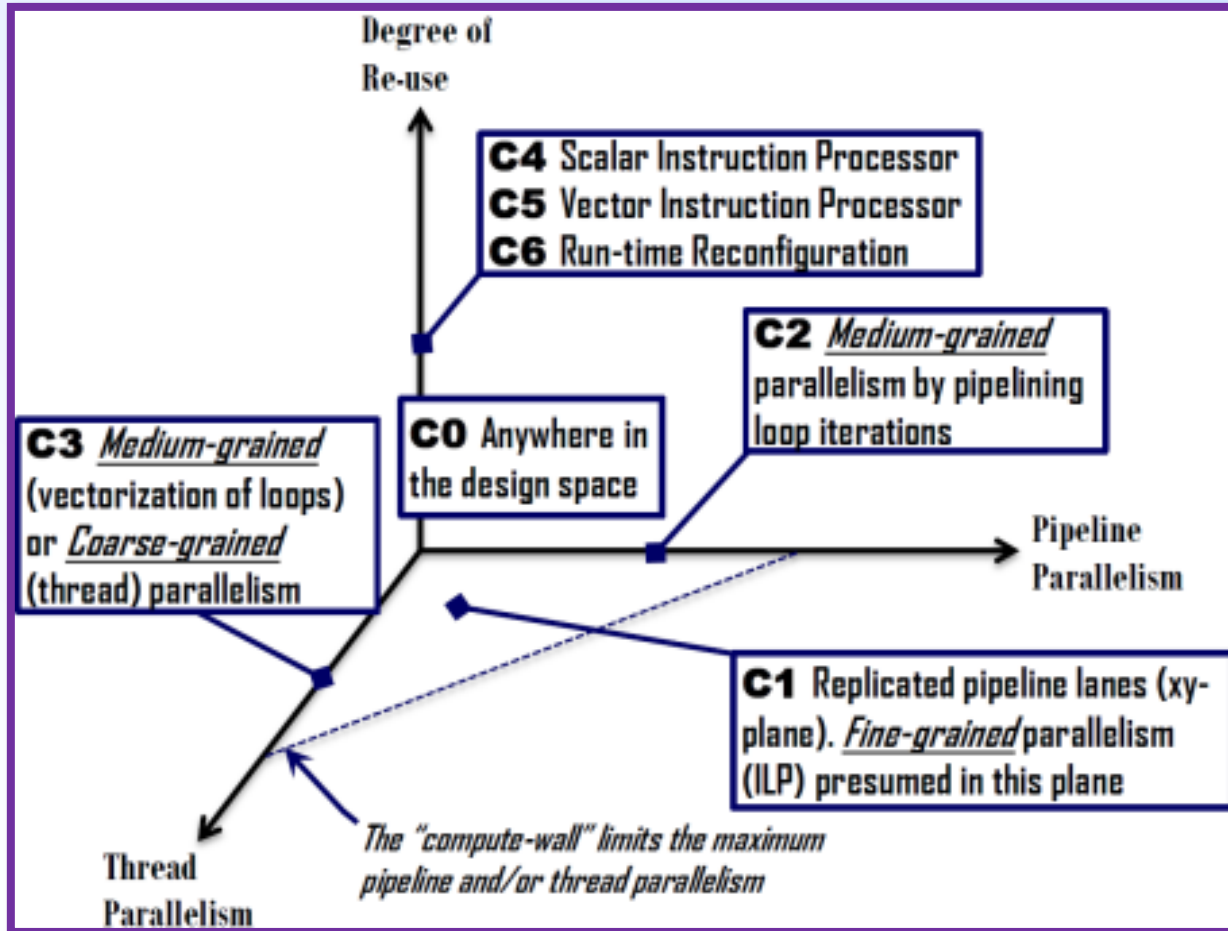 Degree of
Re-use
C4 Scalar Instruction Processor
C5 Vector Instruction Processor
C6 Run-time Reconfiguration
C2 Medium-grained
parallelism by pipelining
loop iterations
C0 Anywhere in
the design space
C3 Medium-grained
(vectorization of loops)
or Coarse-grained
(thread) parallelism
Pipeline
Parallelism
C1 Replicated pipeline lanes (xy-
plane). Fine-grained parallelism
(ILP) presumed in this plane
The “compute-wall” limits the maximum
pipeline and/or thread parallelism
Thread
Parallelism